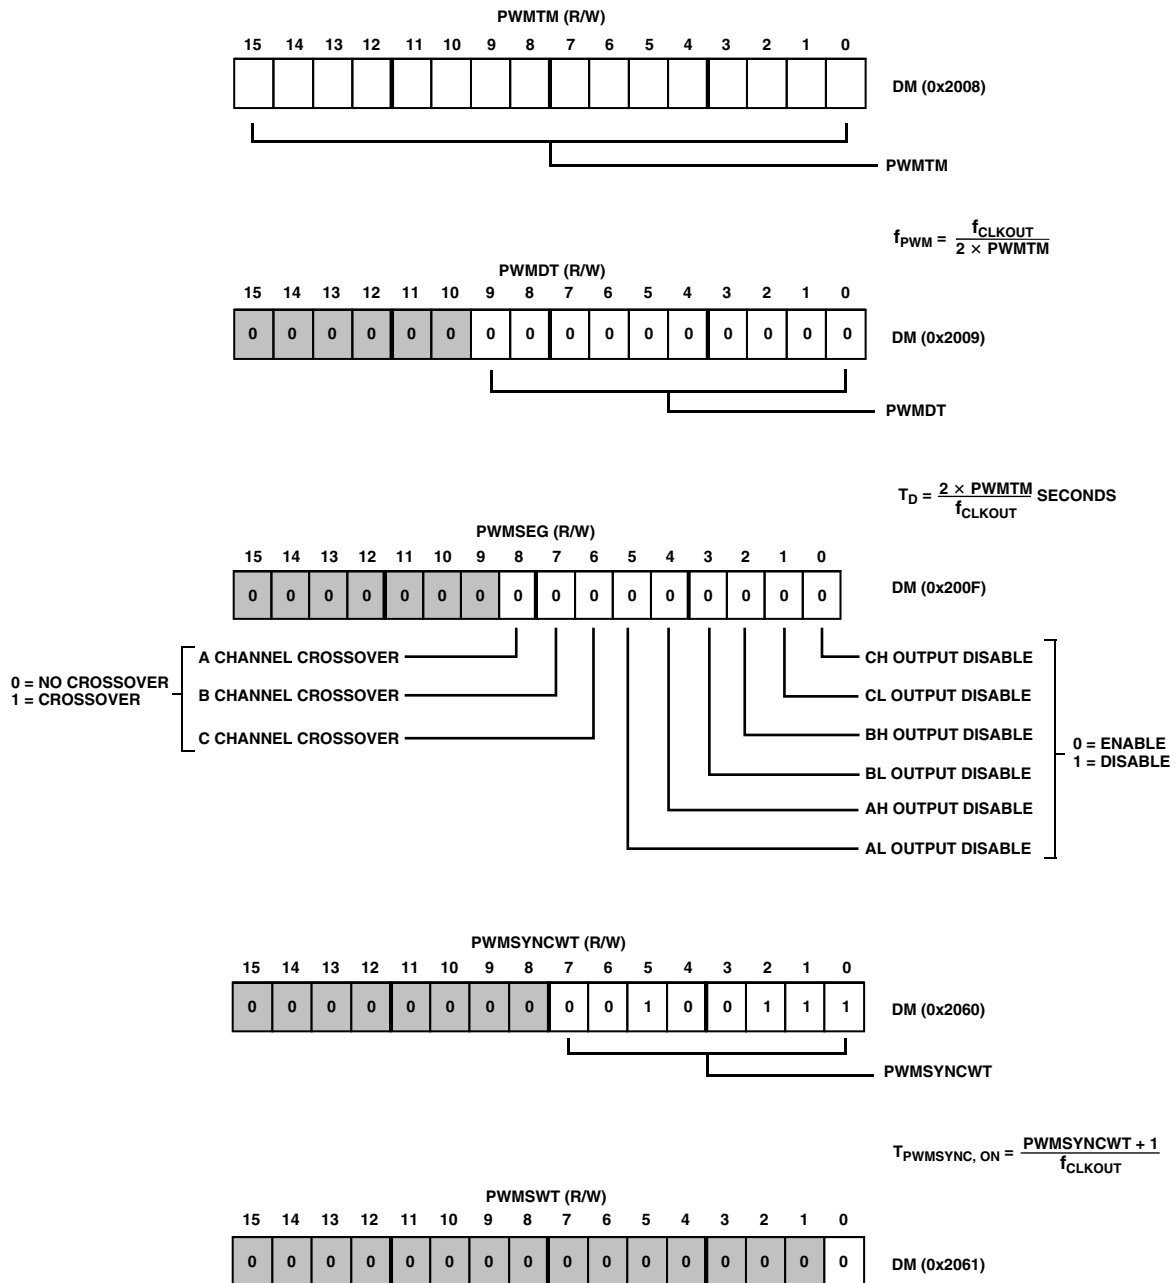 PWMTM (R/W)
15 14 13 12 11 10 9 8 7 6 5 4 3 2 1 0
DM (0x2008)
PWMTM
fPWM = fCLKOUT / 2 × PWMTM
PWMDT (R/W)
15 14 13 12 11 10 9 8 7 6 5 4 3 2 1 0
0 0 0 0 0 0 0 0 0 0 0 0 0 0 0 0 DM (0x2009)
PWMDT
TD = 2 × PWMTM / fCLKOUT SECONDS
PWMSEG (R/W)
15 14 13 12 11 10 9 8 7 6 5 4 3 2 1 0
0 0 0 0 0 0 0 0 0 0 0 0 0 0 0 0 DM (0x200F)
0 = NO CROSSOVER
1 = CROSSOVER
A CHANNEL CROSSOVER
B CHANNEL CROSSOVER
C CHANNEL CROSSOVER
CH OUTPUT DISABLE
CL OUTPUT DISABLE
BH OUTPUT DISABLE
BL OUTPUT DISABLE
AH OUTPUT DISABLE
AL OUTPUT DISABLE
0 = ENABLE
1 = DISABLE
PWMSYNCWT (R/W)
15 14 13 12 11 10 9 8 7 6 5 4 3 2 1 0
0 0 0 0 0 0 0 0 0 0 1 0 0 1 1 1 DM (0x2060)
PWMSYNCWT
TPWMSYNC, ON = PWMSYNCWT + 1 / fCLKOUT
PWMSWT (R/W)
15 14 13 12 11 10 9 8 7 6 5 4 3 2 1 0
0 0 0 0 0 0 0 0 0 0 0 0 0 0 0 0 DM (0x2061)